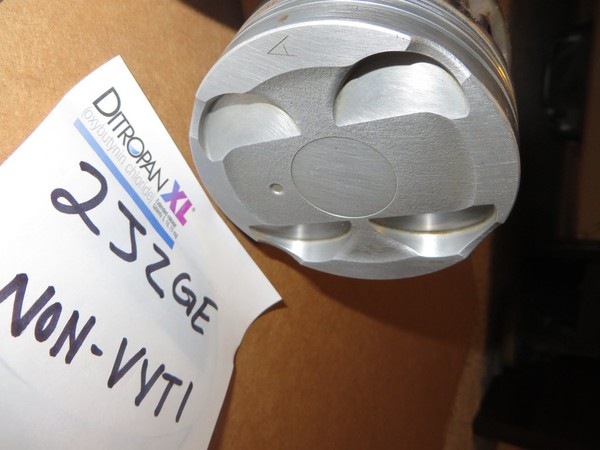 DITROPAN XL®
(oxybutynin chloride)
2JZGE
NON-VVTI